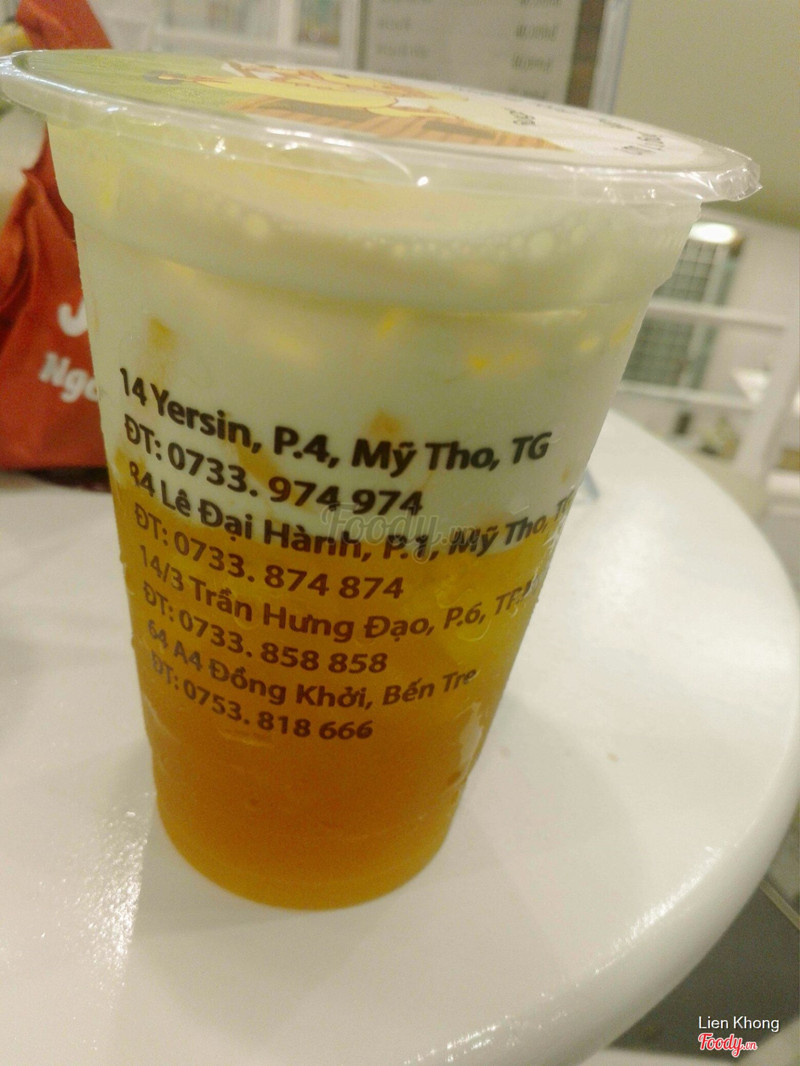 14 Yersin, P.4, Mỹ Tho, TG
ĐT: 0733. 974 974
84 Lê Đại Hành, P.1, Mỹ Tho,
ĐT: 0733. 874 874
14/3 Trần Hưng Đạo, P.6,
ĐT: 0733. 858 858
64 A4 Đồng Khởi, Bến Tre
ĐT: 0753. 818 666
Foody.vn
Lien Khong
Foody.vn